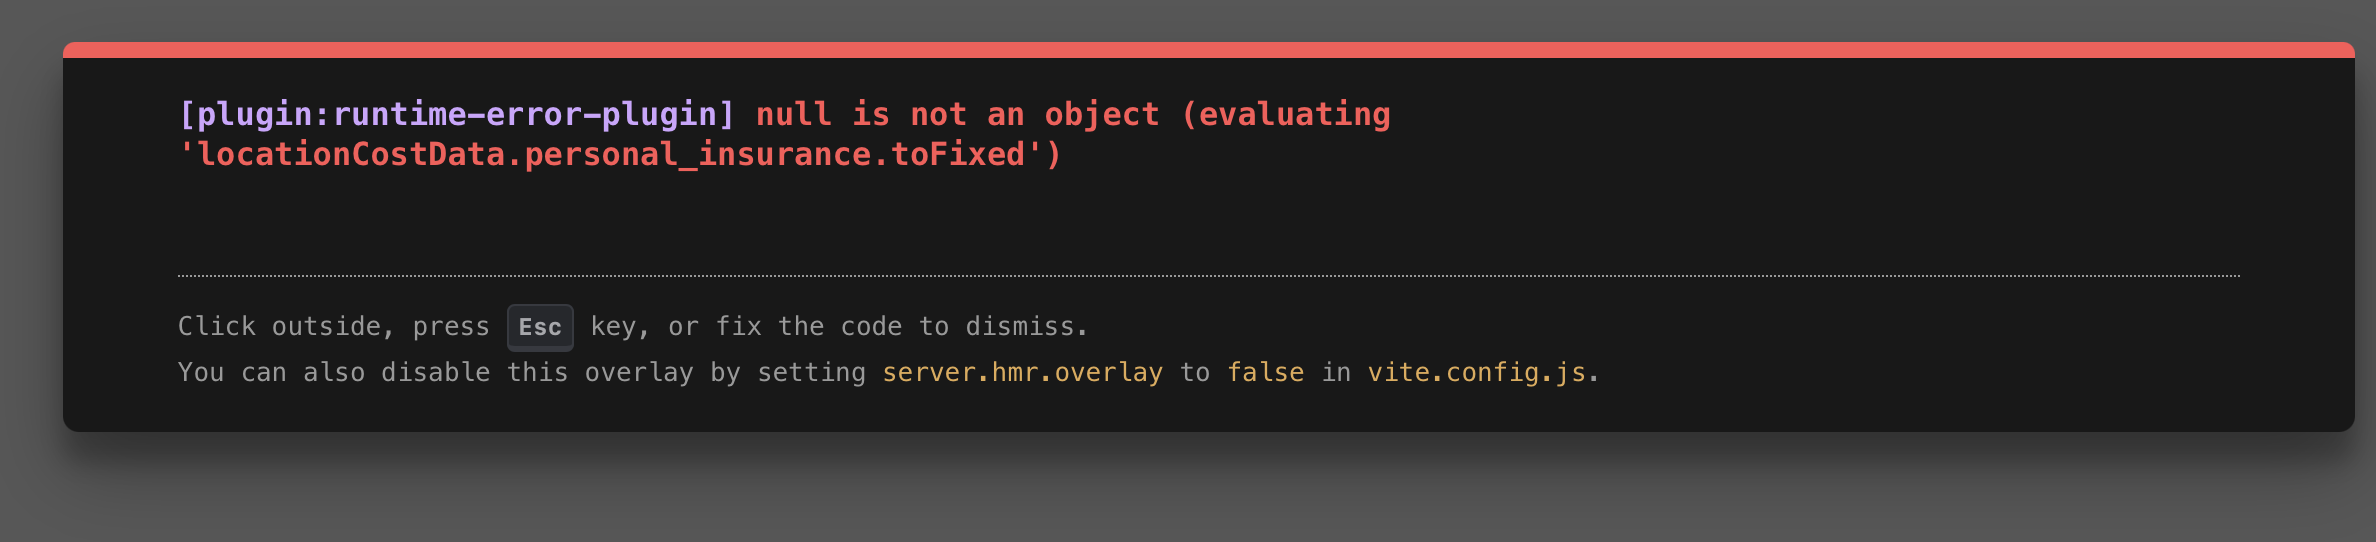 [plugin:runtime-error-plugin] null is not an object (evaluating
'locationCostData.personal_insurance.toFixed')
Click outside, press Esc key, or fix the code to dismiss.
You can also disable this overlay by setting server.hmr.overlay to false in vite.config.js.